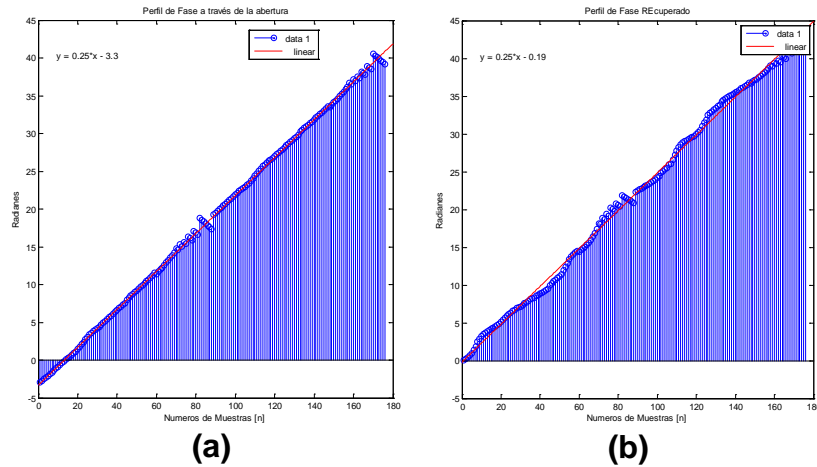 Perfil de Fase a través de la abertura
45
40
35
30
25
20
15
10
5
0
-5
Radianes
y = 0.25*x - 3.3
data 1
linear
0 20 40 60 80 100 120 140 160 180
Numeros de Muestras [n]
(a)
Perfil de Fase REcuperado
45
40
35
30
25
20
15
10
5
0
-5
Radianes
y = 0.25*x - 0.19
data 1
linear
0 20 40 60 80 100 120 140 160 180
Numeros de Muestras [n]
(b)